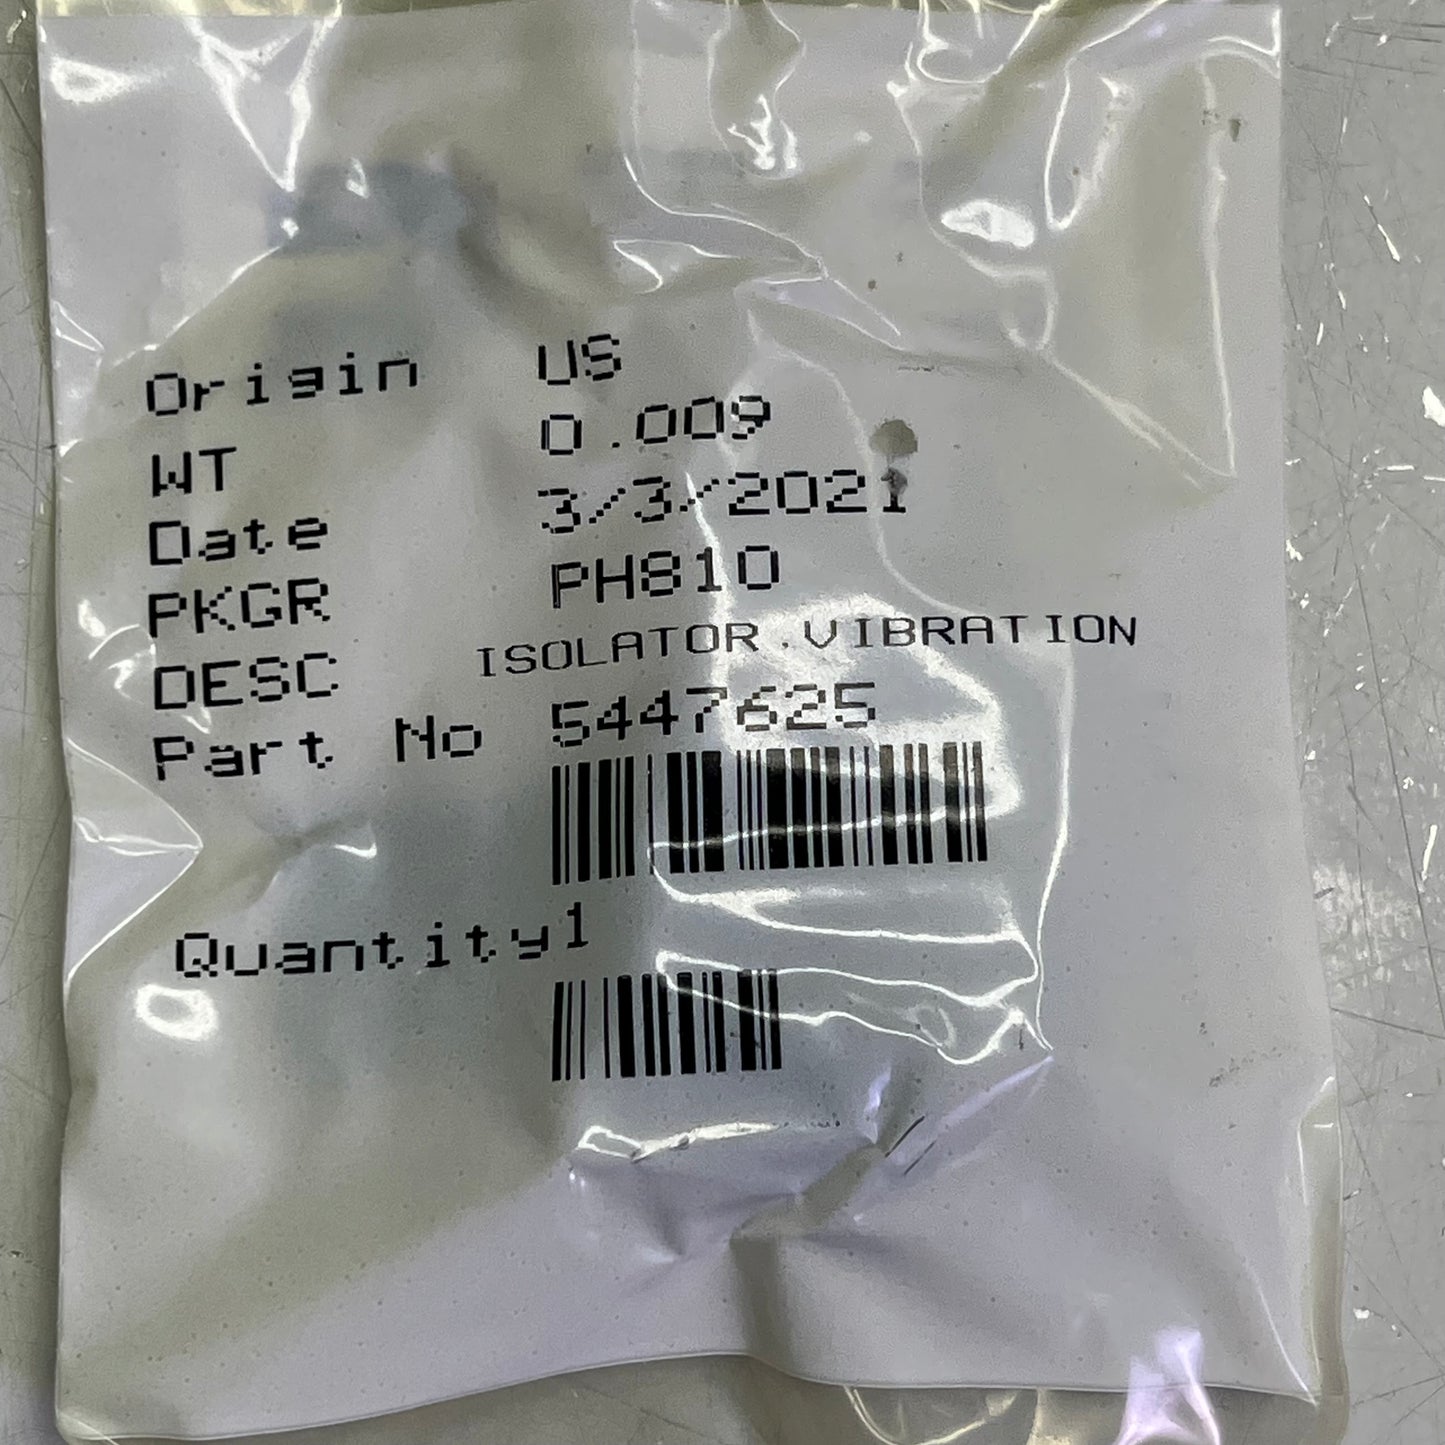 Origin US
WT 0.009
Date 3/3/2021
PKGR PH810
DESC ISOLATOR,VIBRATION
Part No 5447625
Quantity1